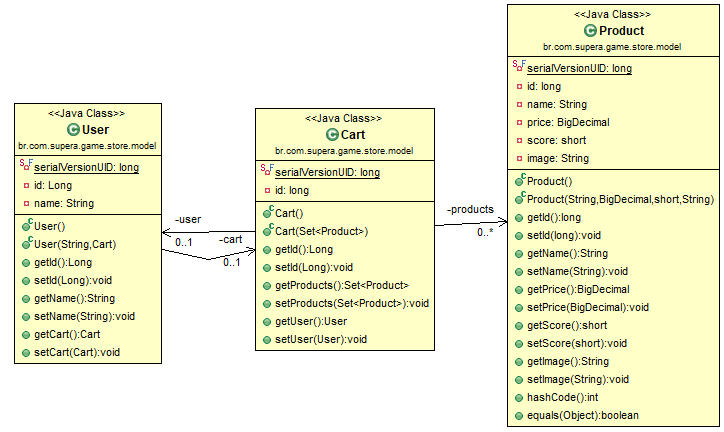 <<Java Class>>
User
br.com.supera.game.store.model
serialVersionUID: long
id: Long
name: String
User()
User(String,Cart)
getId():Long
setId(Long):void
getName():String
setName(String):void
getCart():Cart
setCart(Cart):void
-user
0..1
-cart
0..1
<<Java Class>>
Cart
br.com.supera.game.store.model
serialVersionUID: long
id: long
Cart()
Cart(Set<Product>)
getId():Long
setId(Long):void
getProducts():Set<Product>
setProducts(Set<Product>):void
getUser():User
setUser(User):void
-products
0..*
<<Java Class>>
Product
br.com.supera.game.store.model
serialVersionUID: long
id: long
name: String
price: BigDecimal
score: short
image: String
Product()
Product(String,BigDecimal,short,String)
getId():long
setId(long):void
getName():String
setName(String):void
getPrice():BigDecimal
setPrice(BigDecimal):void
getScore():short
setScore(short):void
getImage():String
setImage(String):void
hashCode():int
equals(Object):boolean